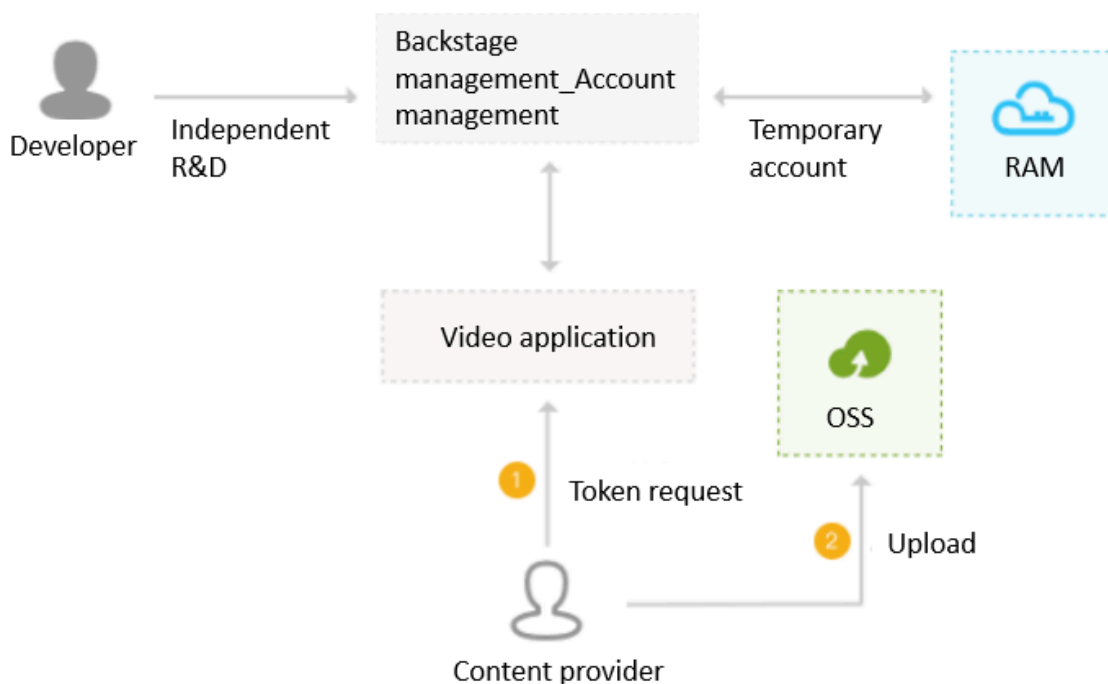 Backstage
management_Account
management
Developer
Independent
R&D
Temporary
account
RAM
Video application
OSS
1
Token request
2
Upload
Content provider